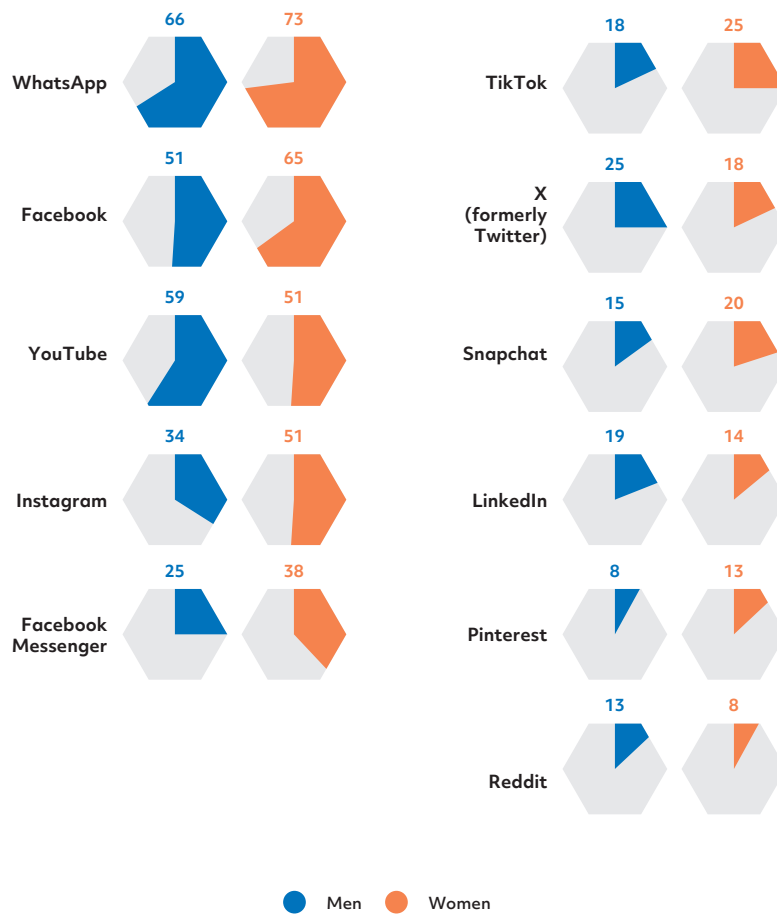 66 73
WhatsApp
51 65
Facebook
59 51
YouTube
34 51
Instagram
25 38
Facebook
Messenger
18 25
TikTok
25 18
X
(formerly
Twitter)
15 20
Snapchat
19 14
LinkedIn
8 13
Pinterest
13 8
Reddit
Men Women